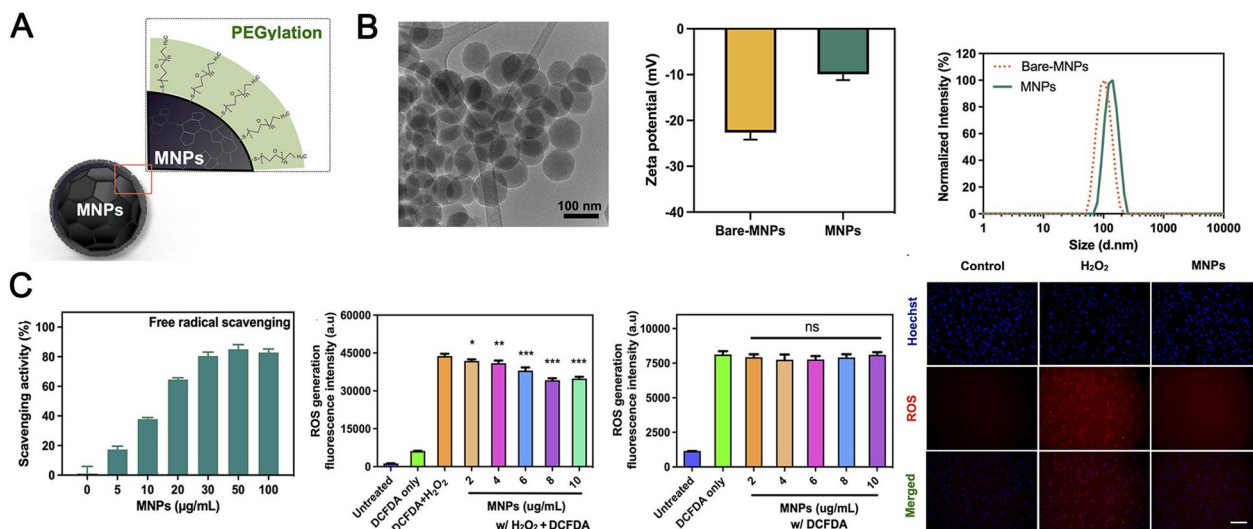 A
PEGylation
MNPs
MNPs
B
100 nm
Zeta potential (mV)
0
-10
-20
-30
-40
Bare-MNPs
MNPs
Normalized Intensity (%)
120
100
80
60
40
20
0
Bare-MNPs
MNPs
1
10
100
1000
10000
Size (d.nm)
C
Scavenging activity (%)
100
80
60
40
20
0
Free radical scavenging
0
5
10
20
30
50
100
MNPs (μg/mL)
ROS generation
fluorescence intensity (a.u)
60000
45000
30000
15000
0
*
**
***
***
***
Untreated
DCFDA only
DCFDA+H₂O₂
2
4
6
8
10
MNPs (ug/mL)
w/ H₂O₂ + DCFDA
ROS generation
fluorescence intensity (a.u)
10000
7500
5000
2500
0
ns
Untreated
DCFDA only
2
4
6
8
10
MNPs (ug/mL)
w/ DCFDA
Control
H₂O₂
MNPs
Hoechst
ROS
Merged